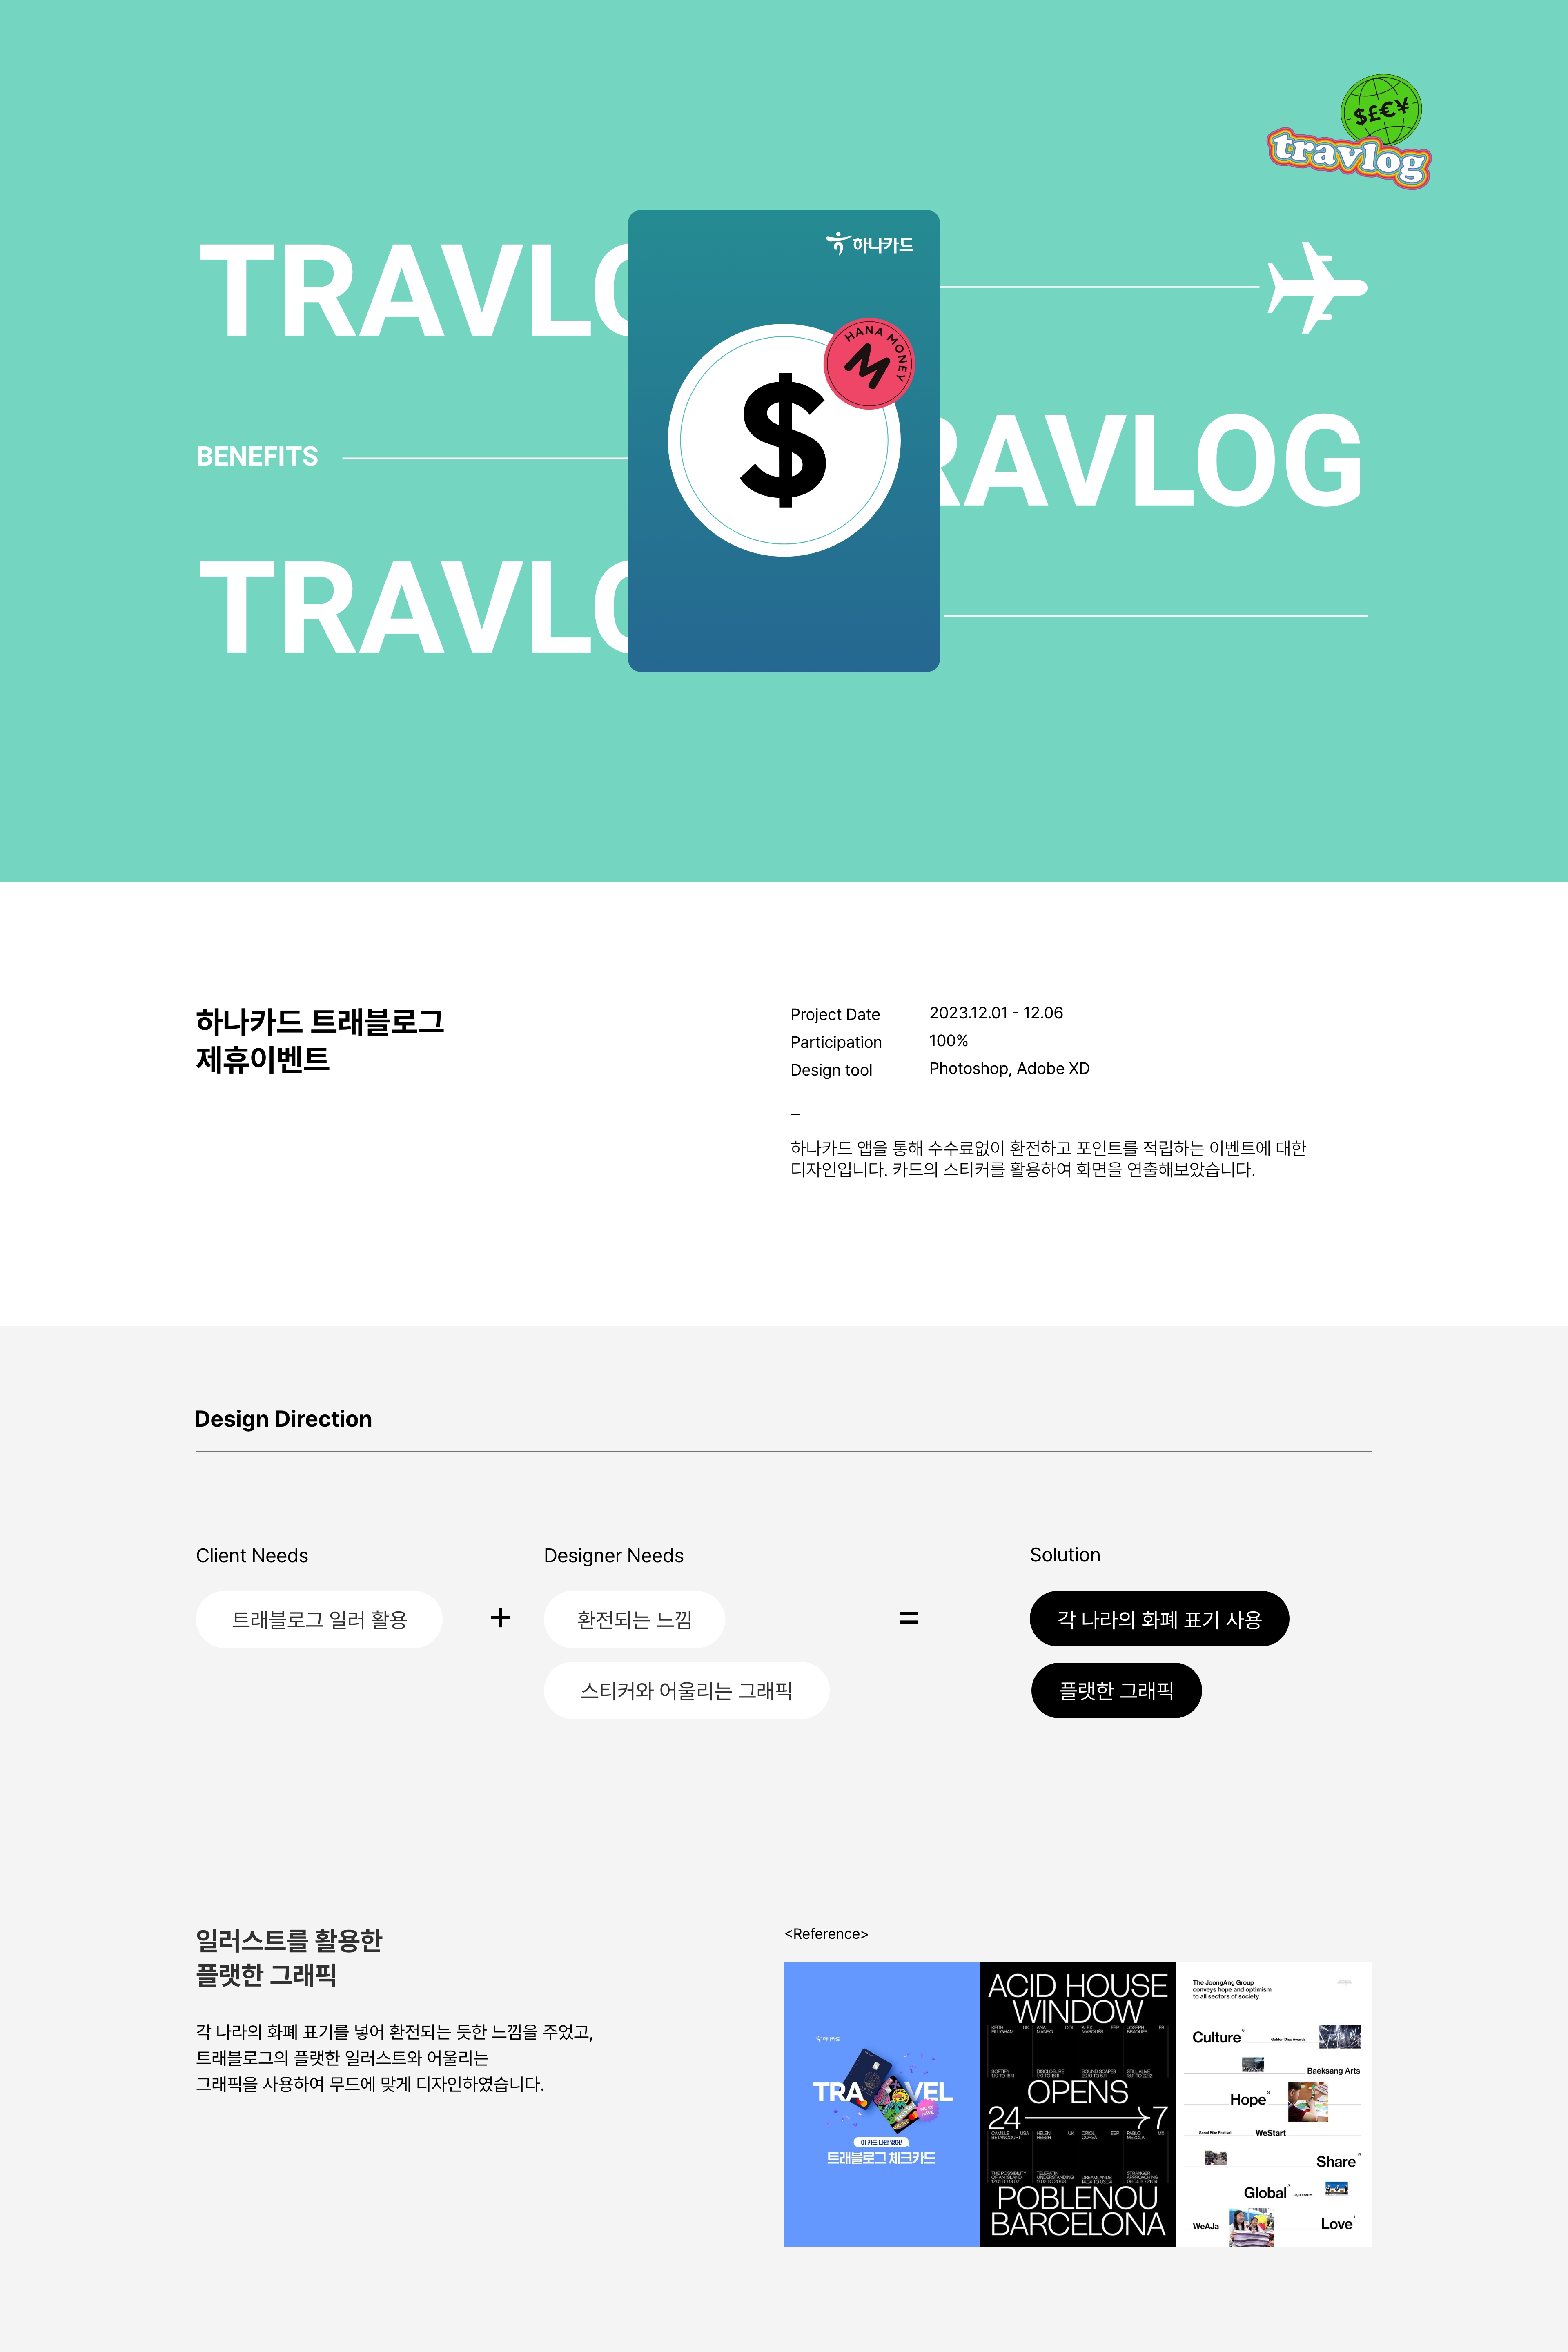 $£€¥
travlog
TRAVLO
하나카드
HANA MONEY
M
$
BENEFITS
RAVLOG
TRAVLO
하나카드 트래블로그
제휴이벤트
Project Date 2023.12.01 - 12.06
Participation 100%
Design tool Photoshop, Adobe XD
하나카드 앱을 통해 수수료없이 환전하고 포인트를 적립하는 이벤트에 대한
디자인입니다. 카드의 스티커를 활용하여 화면을 연출해보았습니다.
Design Direction
Client Needs
Designer Needs
Solution
트래블로그 일러 활용
+
환전되는 느낌
=
각 나라의 화폐 표기 사용
스티커와 어울리는 그래픽
플랫한 그래픽
일러스트를 활용한
플랫한 그래픽
각 나라의 화폐 표기를 넣어 환전되는 듯한 느낌을 주었고,
트래블로그의 플랫한 일러스트와 어울리는
그래픽을 사용하여 무드에 맞게 디자인하였습니다.
<Reference>
하나카드
TRA VEL
MUST HAVE
이 카드 나만 없어!
트래블로그 체크카드
ACID HOUSE
WINDOW
OPENS
24 7
POBLENOU
BARCELONA
The JoongAng Group
conveys hope and optimism
to all sectors of society
Culture
Golden Disc Awards
Baeksang Arts
Hope
Seoul Bike Festival
WeStart
Share
Global
Jeju Forum
WeAJa
Love